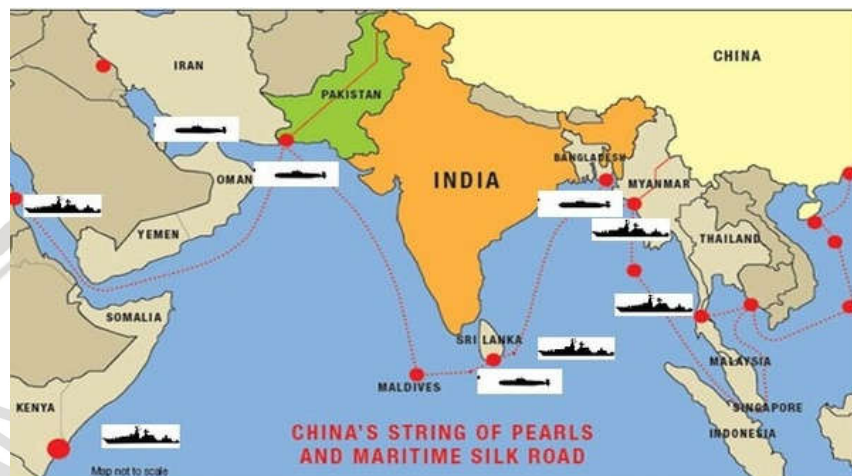 CHINA
IRAN
PAKISTAN
BANGLADESH
OMAN
INDIA
MYANMAR
YEMEN
THAILAND
SOMALIA
SRI LANKA
MALAYSIA
MALDIVES
KENYA
SINGAPORE
CHINA'S STRING OF PEARLS
INDONESIA
AND MARITIME SILK ROAD
Map not to scale